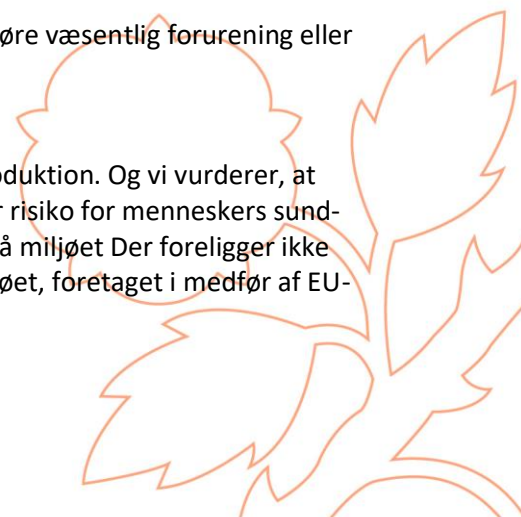 øre væsentlig forurening eller
oduktion. Og vi vurderer, at
r risiko for menneskers sund-
å miljøet Der foreligger ikke
øet, foretaget i medfør af EU-